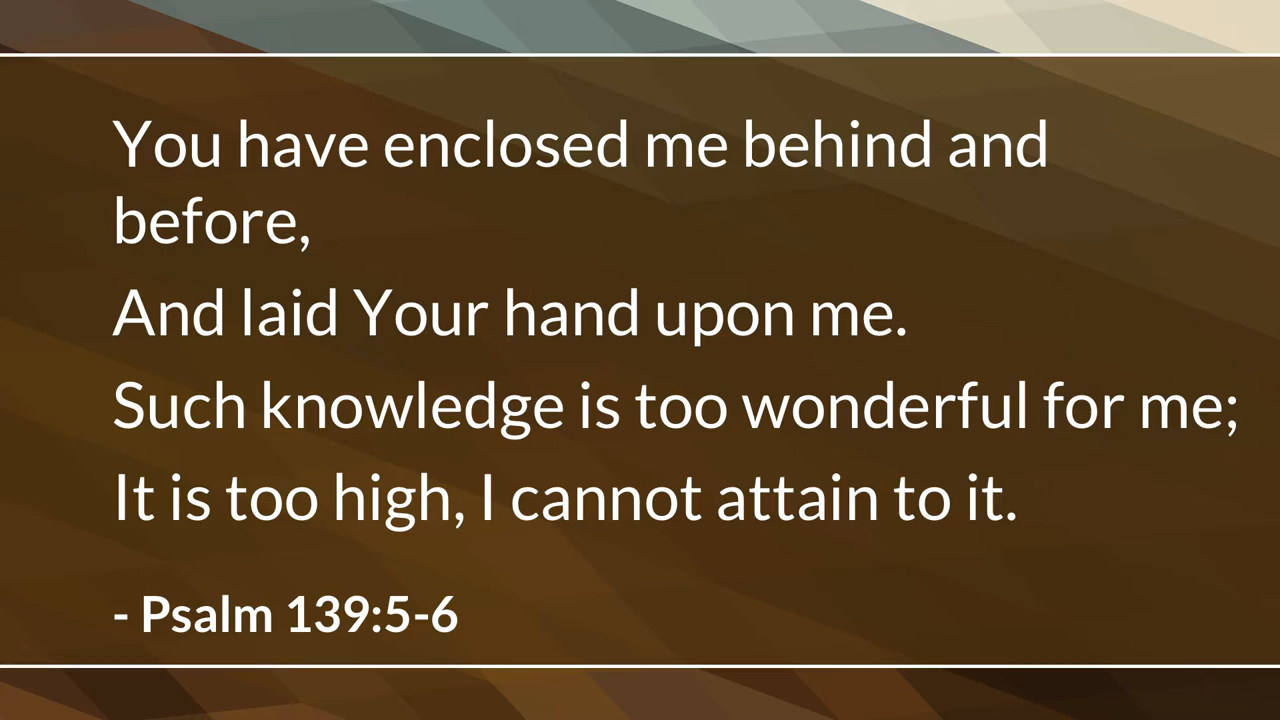 You have enclosed me behind and
before,
And laid Your hand upon me.
Such knowledge is too wonderful for me;
It is too high, I cannot attain to it.
- Psalm 139:5-6